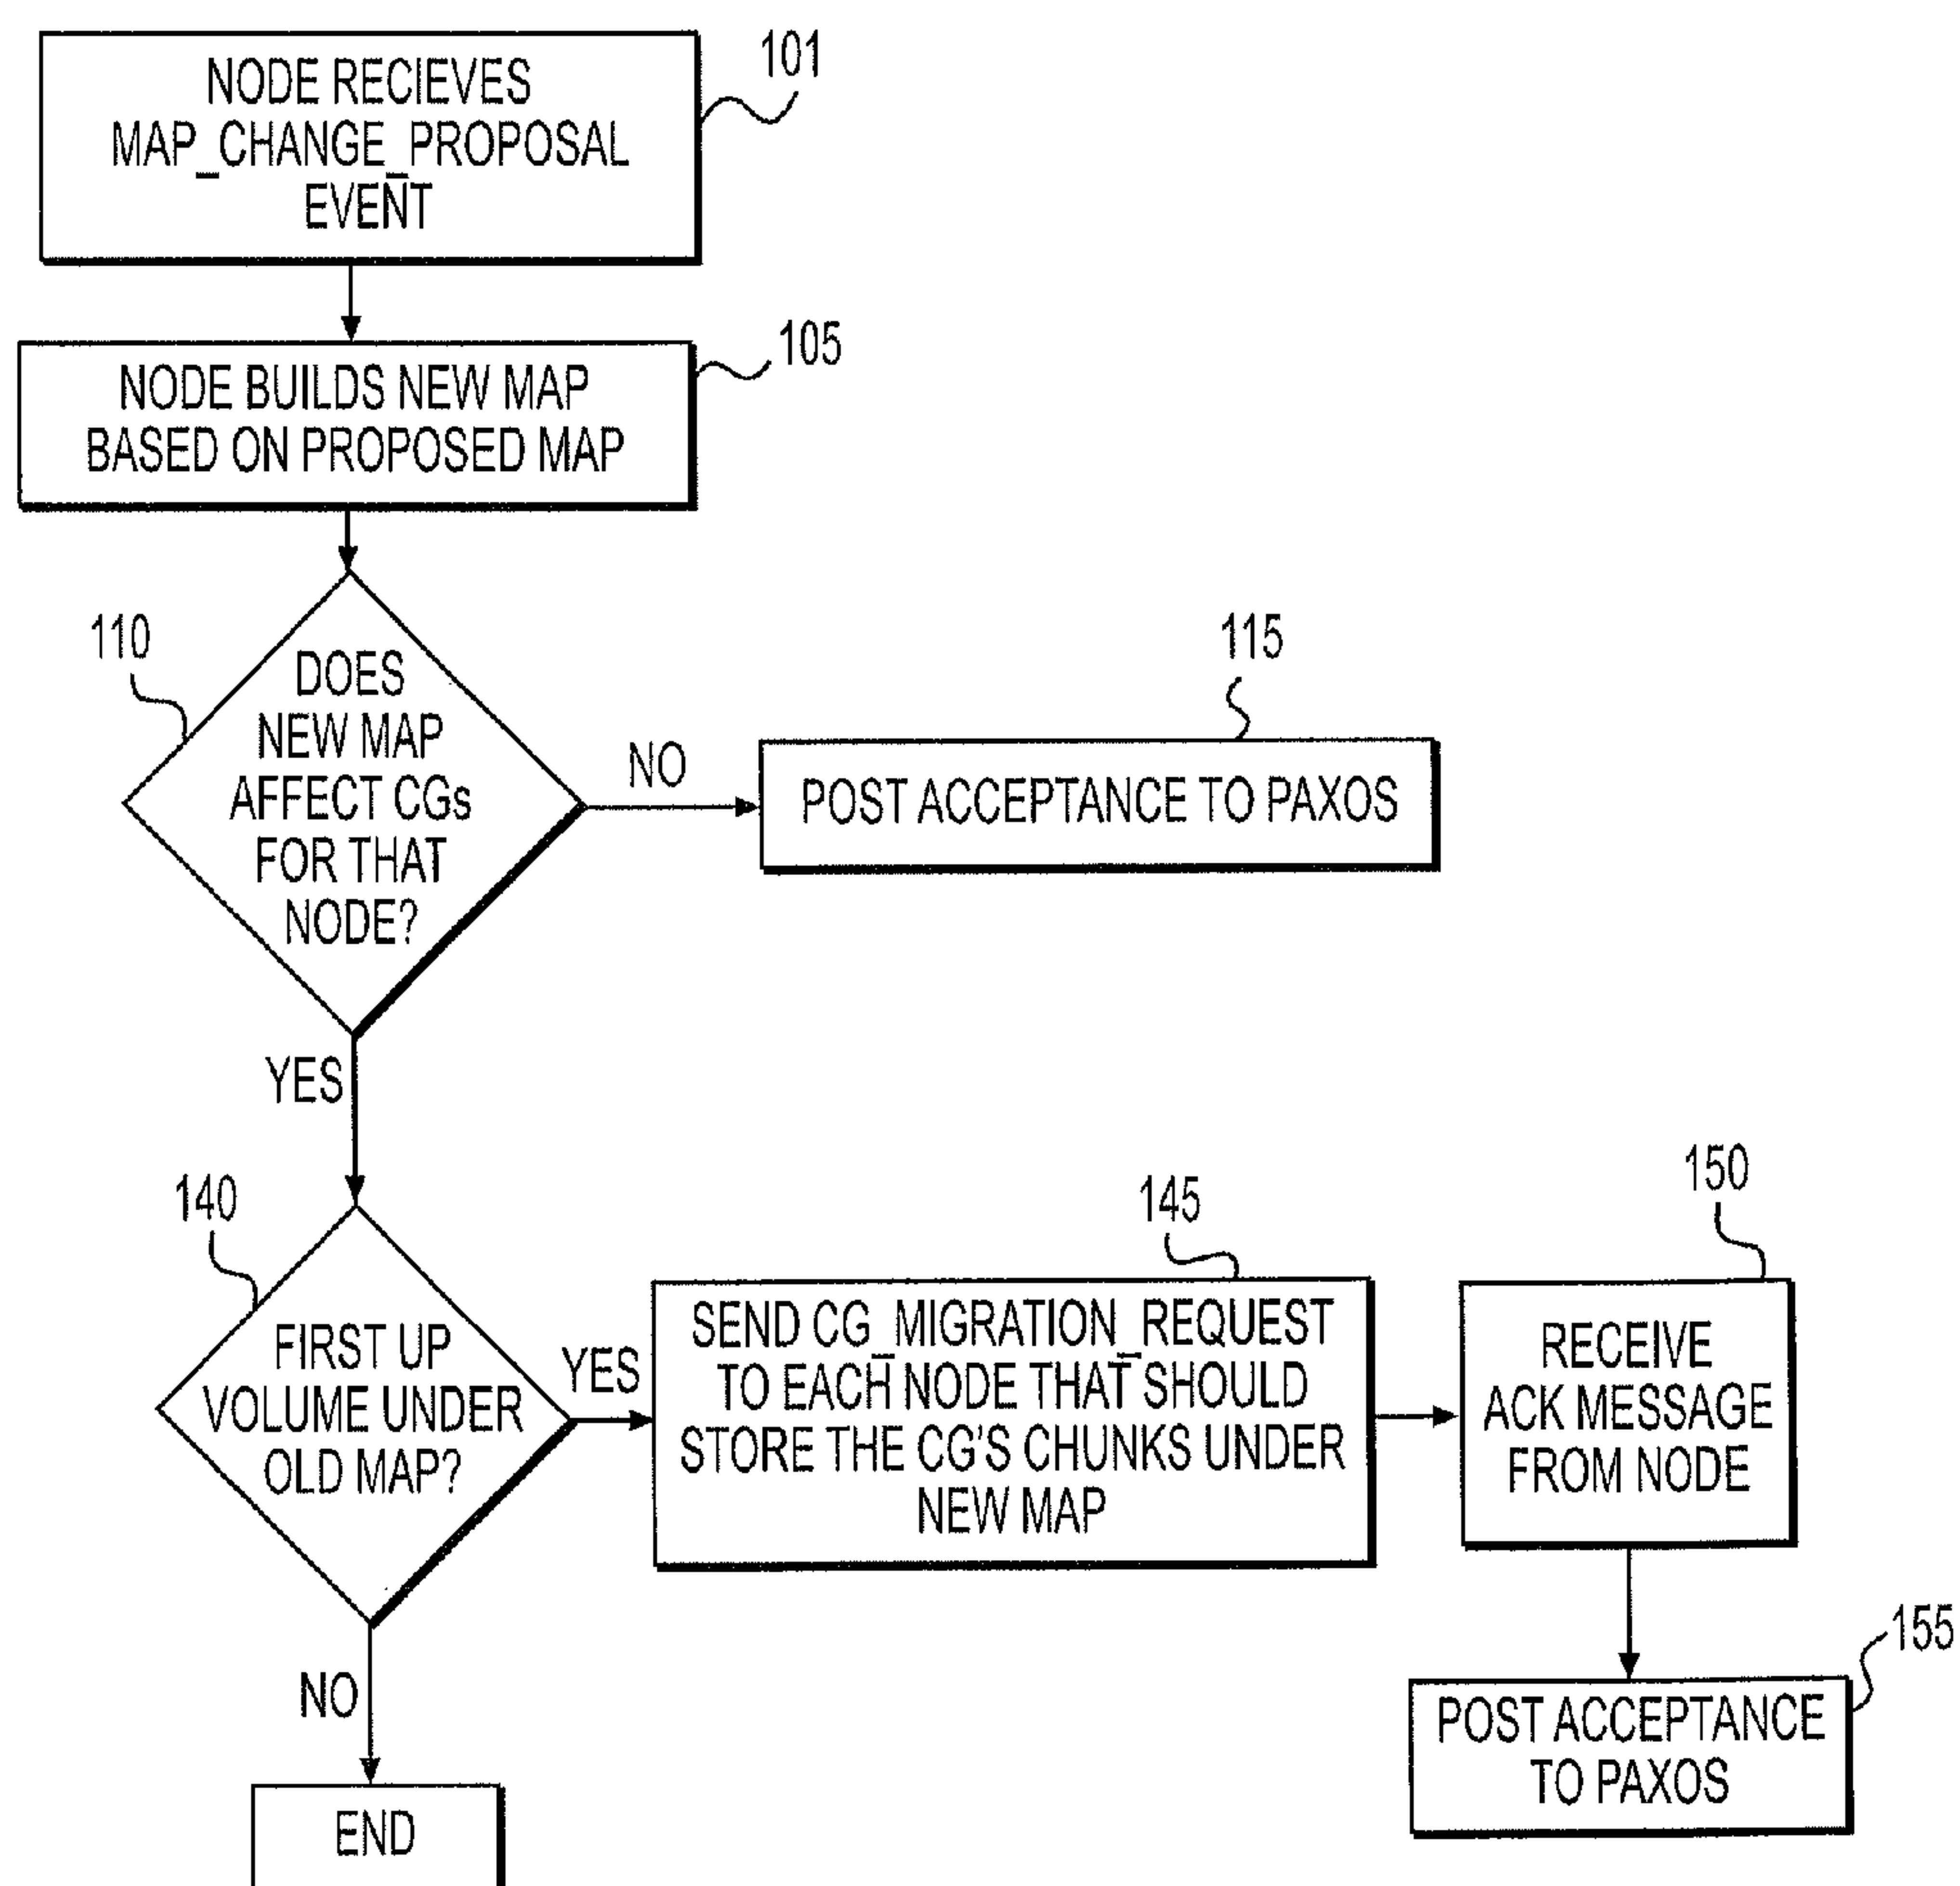 NODE RECIEVES
MAP_CHANGE_PROPOSAL
EVENT
101
NODE BUILDS NEW MAP
BASED ON PROPOSED MAP
105
110
DOES
NEW MAP
AFFECT CGs
FOR THAT
NODE?
NO
115
POST ACCEPTANCE TO PAXOS
YES
140
FIRST UP
VOLUME UNDER
OLD MAP?
YES
145
SEND CG_MIGRATION_REQUEST
TO EACH NODE THAT SHOULD
STORE THE CG'S CHUNKS UNDER
NEW MAP
150
RECEIVE
ACK MESSAGE
FROM NODE
155
POST ACCEPTANCE
TO PAXOS
NO
END